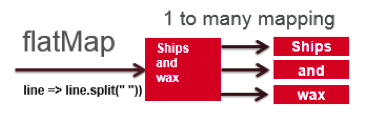 1 to many mapping
flatMap
line => line.split(" "))
Ships
and
wax
Ships
and
wax